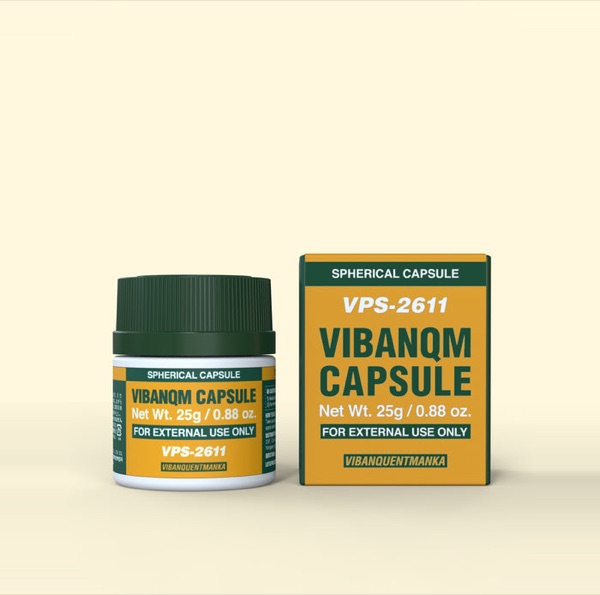 SPHERICAL CAPSULE
VIBANQM CAPSULE
Net Wt. 25g / 0.88 oz.
FOR EXTERNAL USE ONLY
VPS-2611
VIBANQUENTMANKA
SPHERICAL CAPSULE
VPS-2611
VIBANQM
CAPSULE
Net Wt. 25g / 0.88 oz.
FOR EXTERNAL USE ONLY
VIBANQUENTMANKA